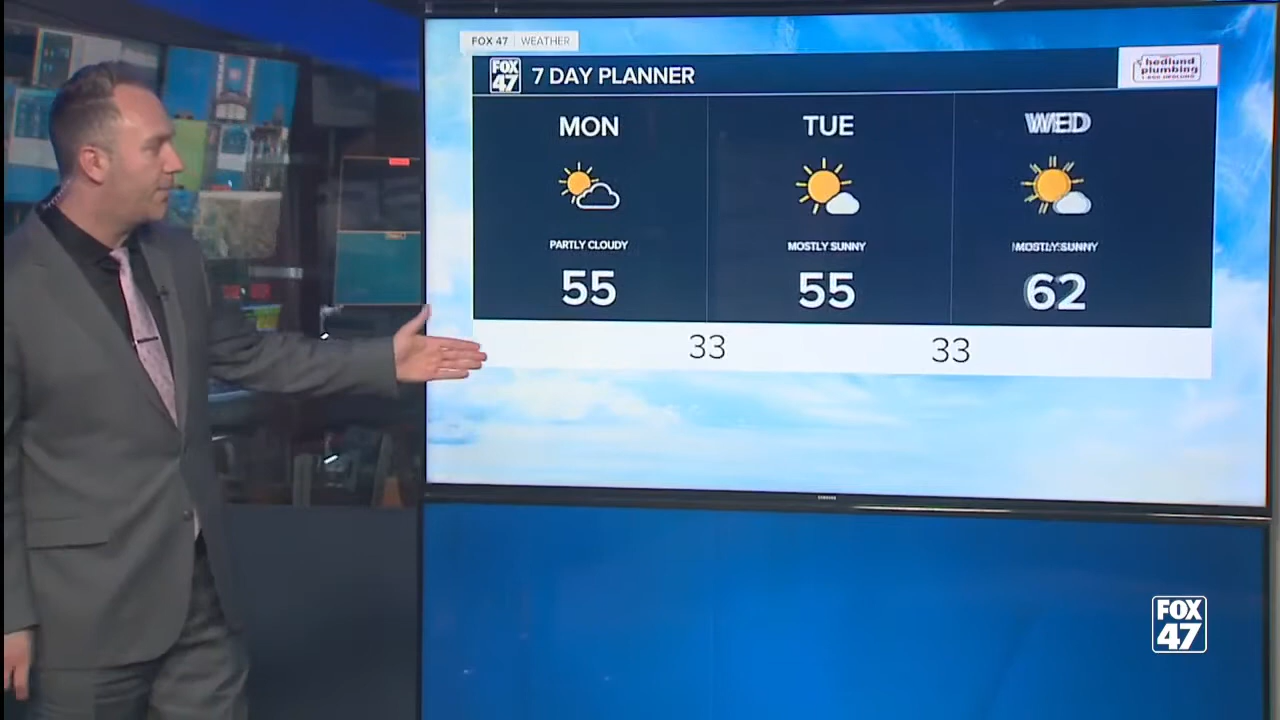 FOX 47 WEATHER
FOX 47
7 DAY PLANNER
hedlund
plumbing
MON
TUE
WED
PARTLY CLOUDY
MOSTLY SUNNY
MOSTLY SUNNY
55
55
62
33
33
SAMSUNG
FOX
47